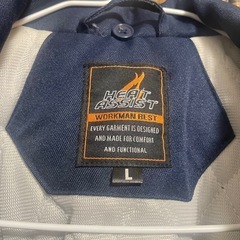 HEAT
ASSIST
WORKMAN BEST
EVERY GARMENT IS DESIGNED
AND MADE FOR COMFORT
AND FUNCTIONAL
L